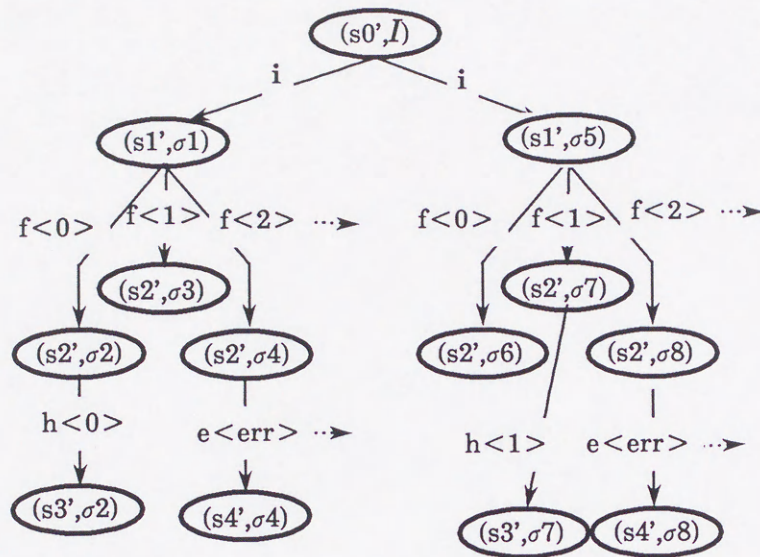 (s0',I)
i i
(s1',σ1) (s1',σ5)
f<0> f<1> f<2> ··· f<0> f<1> f<2> ···
(s2',σ3) (s2',σ7)
(s2',σ2) (s2',σ4) (s2',σ6) (s2',σ8)
h<0> e<err> ··· h<1> e<err> ···
(s3',σ2) (s4',σ4) (s3',σ7) (s4',σ8)